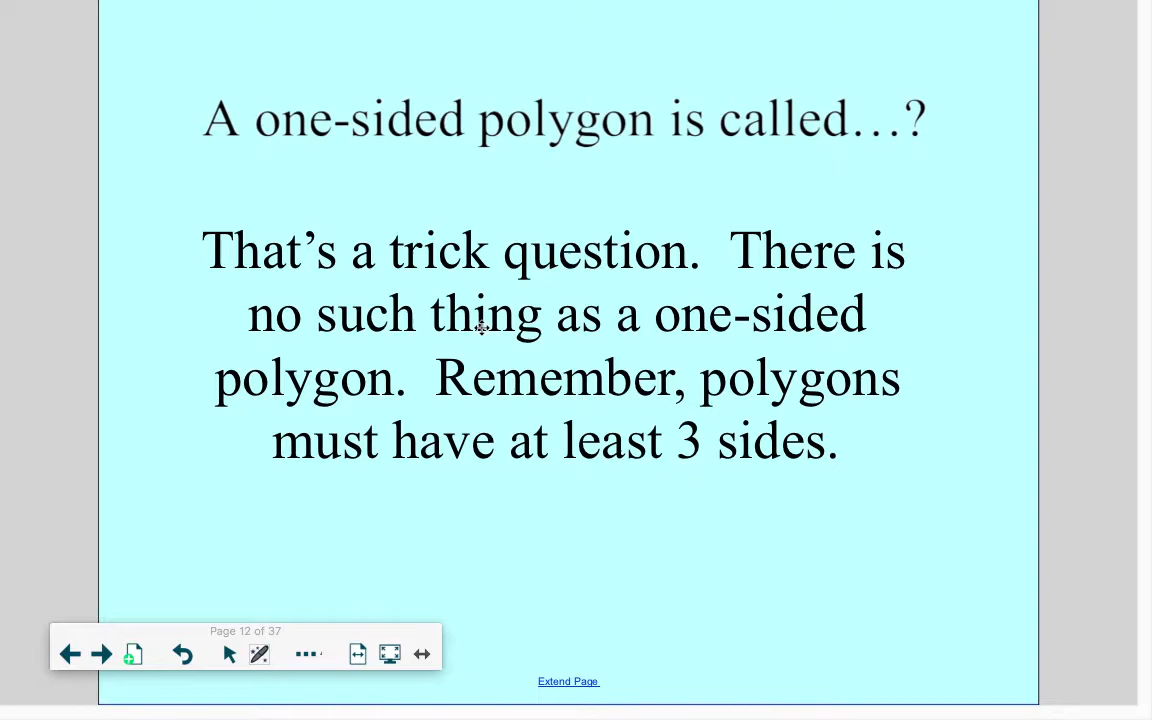 A one-sided polygon is called…?
That’s a trick question.  There is
no such thing as a one-sided
polygon.  Remember, polygons
must have at least 3 sides.
Page 12 of 37
Extend Page